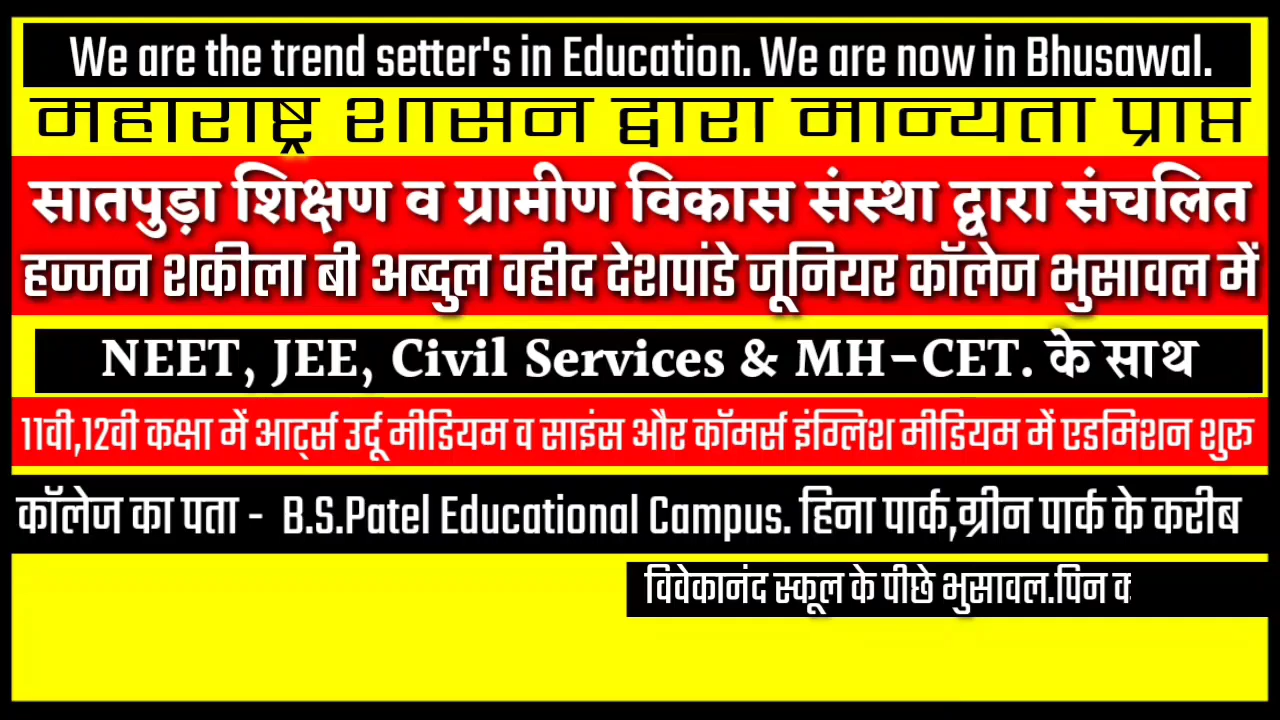 We are the trend setter's in Education. We are now in Bhusawal.
महाराष्ट्र शासन द्वारा मान्यता प्राप्त
सातपुड़ा शिक्षण व ग्रामीण विकास संस्था द्वारा संचलित
हज्जन शकीला बी अब्दुल वहीद देशपांडे जूनियर कॉलेज भुसावल में
NEET, JEE, Civil Services & MH-CET. के साथ
11वी,12वी कक्षा में आर्ट्स उर्दू मीडियम व साइंस और कॉमर्स इंग्लिश मीडियम में एडमिशन शुरू
कॉलेज का पता - B.S.Patel Educational Campus. हिना पार्क,ग्रीन पार्क के करीब
विवेकानंद स्कूल के पीछे भुसावल.पिन